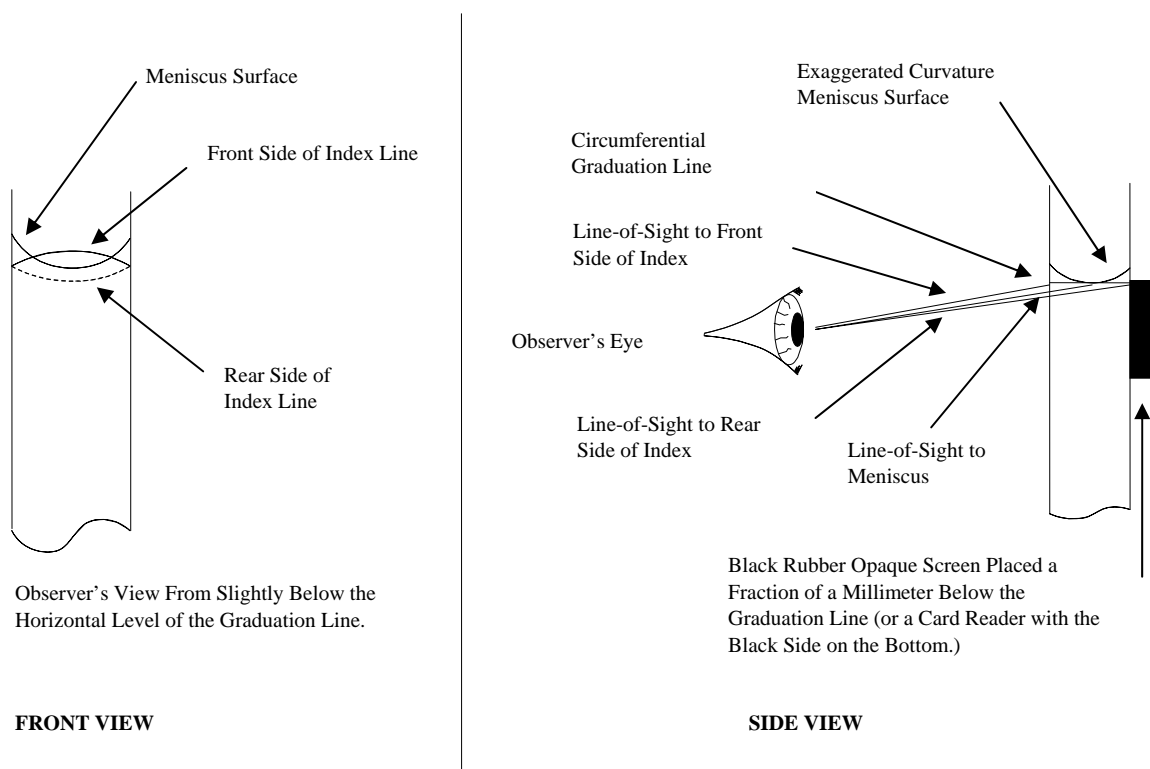 Meniscus Surface
Front Side of Index Line
Rear Side of
Index Line
Observer’s View From Slightly Below the
Horizontal Level of the Graduation Line.
FRONT VIEW
Exaggerated Curvature
Meniscus Surface
Circumferential
Graduation Line
Line-of-Sight to Front
Side of Index
Observer’s Eye
Line-of-Sight to Rear
Side of Index
Line-of-Sight to
Meniscus
Black Rubber Opaque Screen Placed a
Fraction of a Millimeter Below the
Graduation Line (or a Card Reader with the
Black Side on the Bottom.)
SIDE VIEW